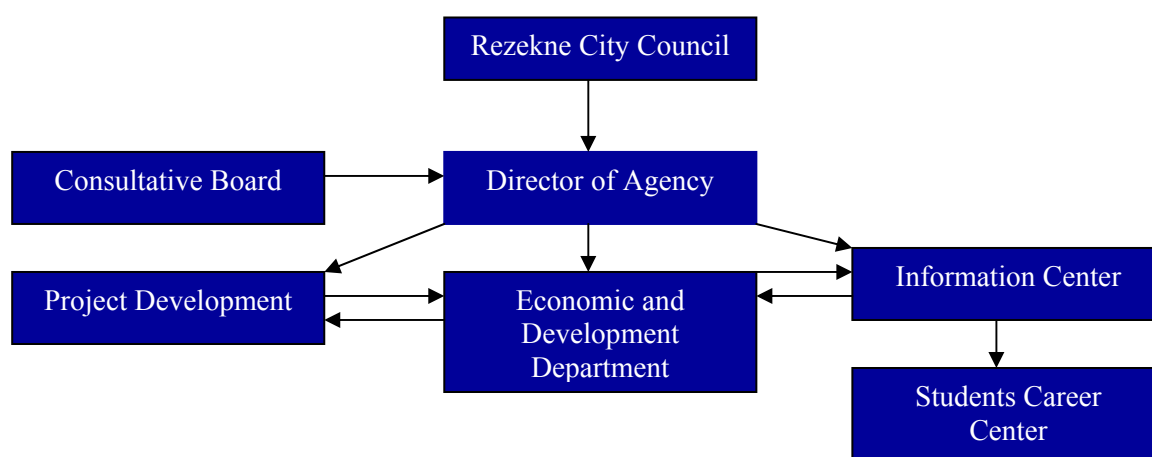 Rezekne City Council
Consultative Board
Director of Agency
Project Development
Economic and
Development
Department
Information Center
Students Career
Center